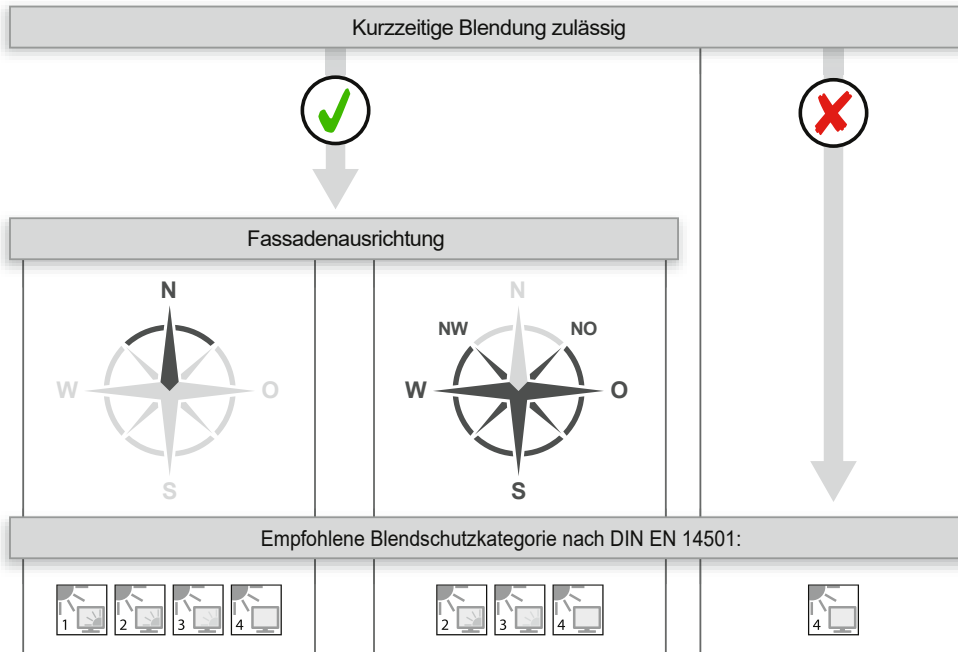 Kurzzeitige Blendung zulässig
Fassadenausrichtung
N
W
O
S
N
NW
NO
W
O
S
Empfohlene Blendschutzkategorie nach DIN EN 14501:
1 2 3 4
2 3 4
4